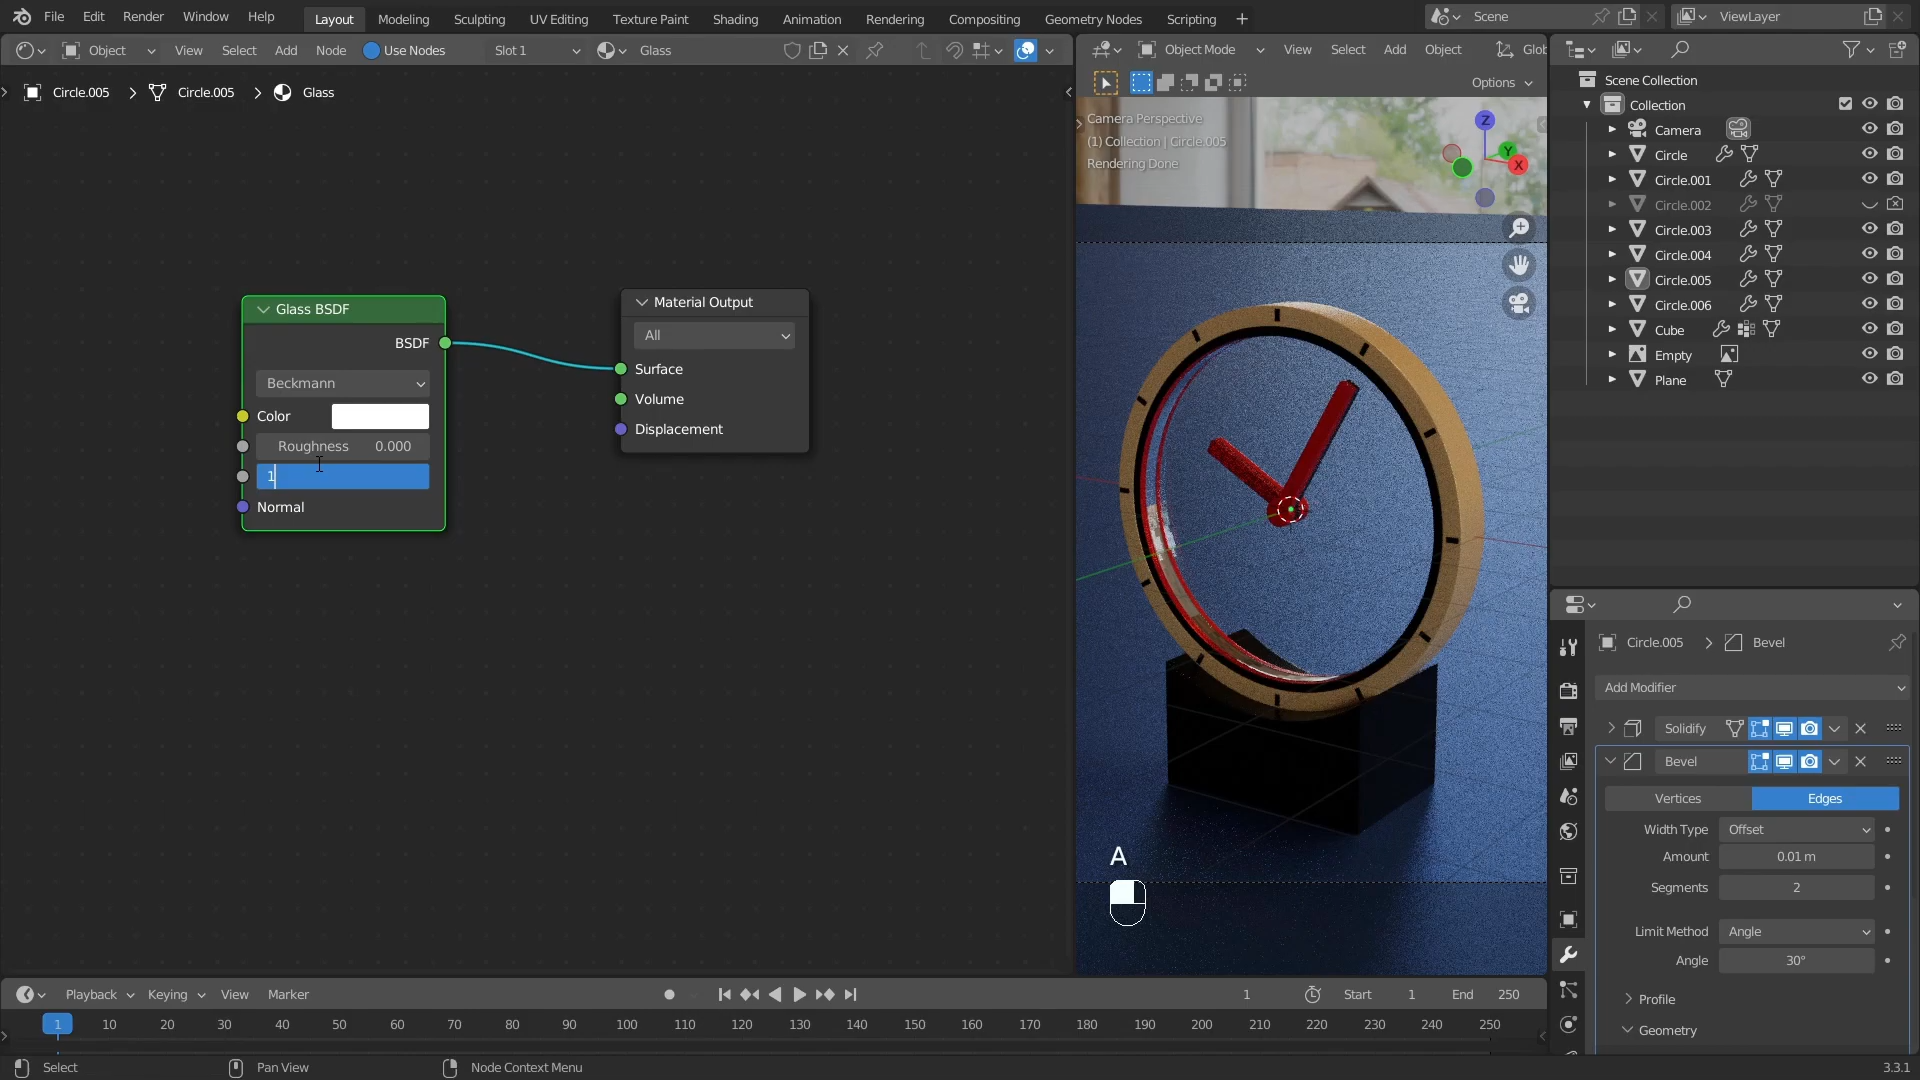 File Edit Render Window Help Layout Modeling Sculpting UV Editing Texture Paint Shading Animation Rendering Compositing Geometry Nodes Scripting + Scene ViewLayer
Object View Select Add Node Use Nodes Slot 1 Glass Object Mode View Select Add Object Glob
Options
Circle.005 > Circle.005 > Glass
Camera Perspective
(1) Collection | Circle.005
Rendering Done
Z
Y
X
Scene Collection
Collection
Camera
Circle
Circle.001
Circle.002
Circle.003
Circle.004
Circle.005
Circle.006
Cube
Empty
Plane
Glass BSDF
BSDF
Beckmann
Color
Roughness 0.000
1
Normal
Material Output
All
Surface
Volume
Displacement
A
Circle.005 > Bevel
Add Modifier
Solidify
Bevel
Vertices Edges
Width Type Offset
Amount 0.01 m
Segments 2
Limit Method Angle
Angle 30°
Profile
Geometry
Playback Keying View Marker 1 Start 1 End 250
1 10 20 30 40 50 60 70 80 90 100 110 120 130 140 150 160 170 180 190 200 210 220 230 240 250
Select Pan View Node Context Menu 3.3.1